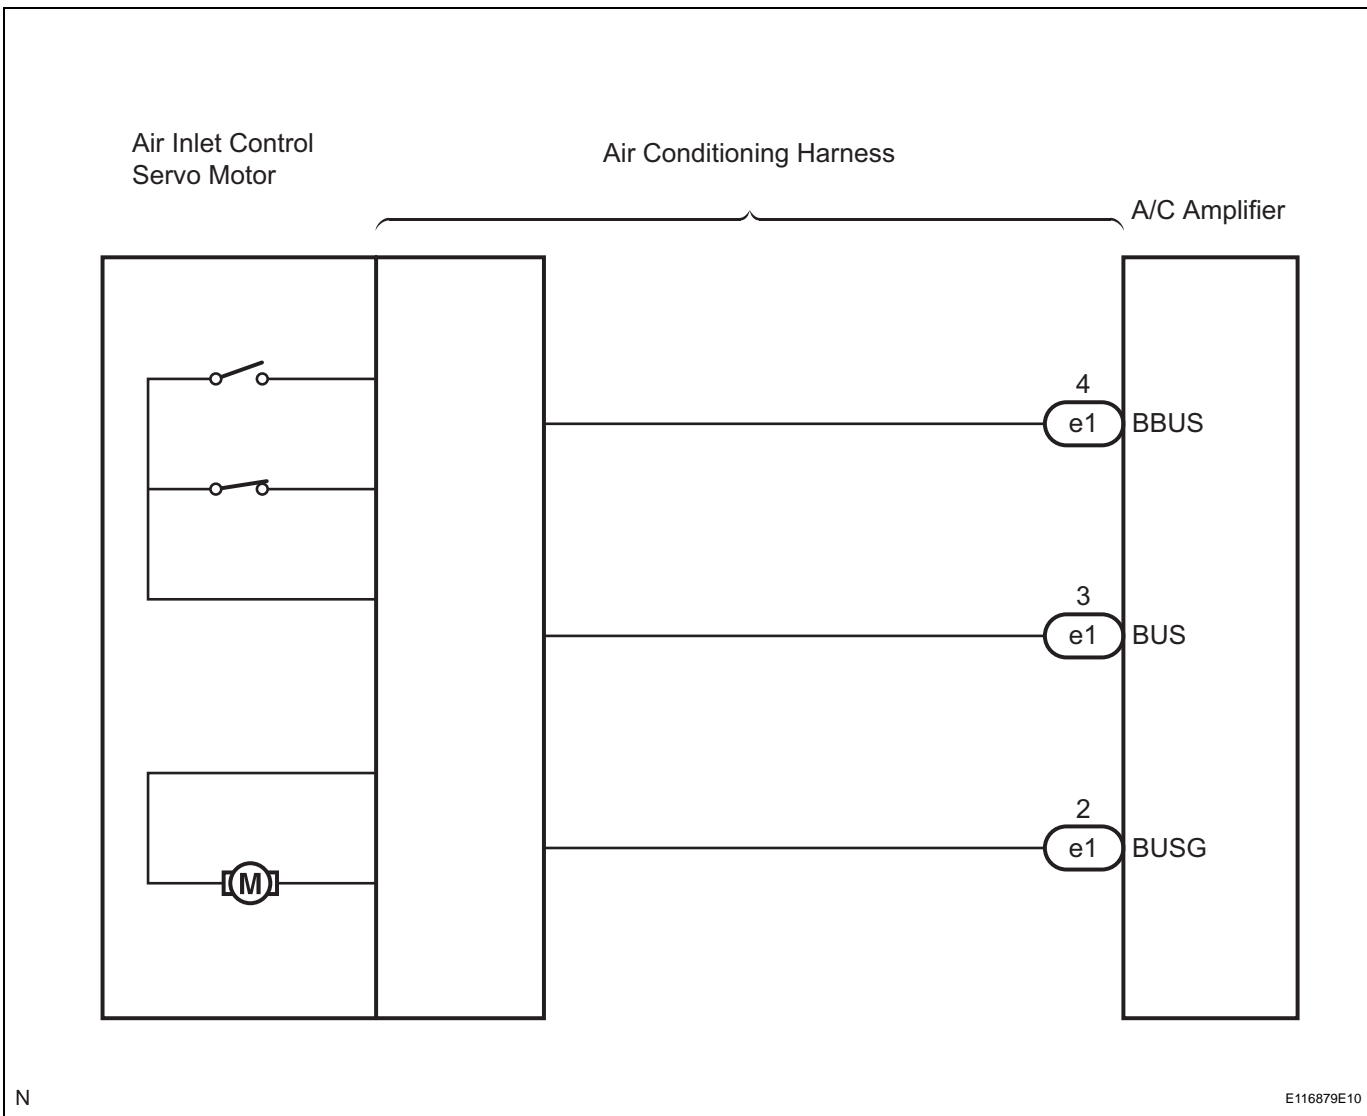 Air Inlet Control
Servo Motor
Air Conditioning Harness
A/C Amplifier
4
e1
BBUS
3
e1
BUS
M
2
e1
BUSG
N
E116879E10